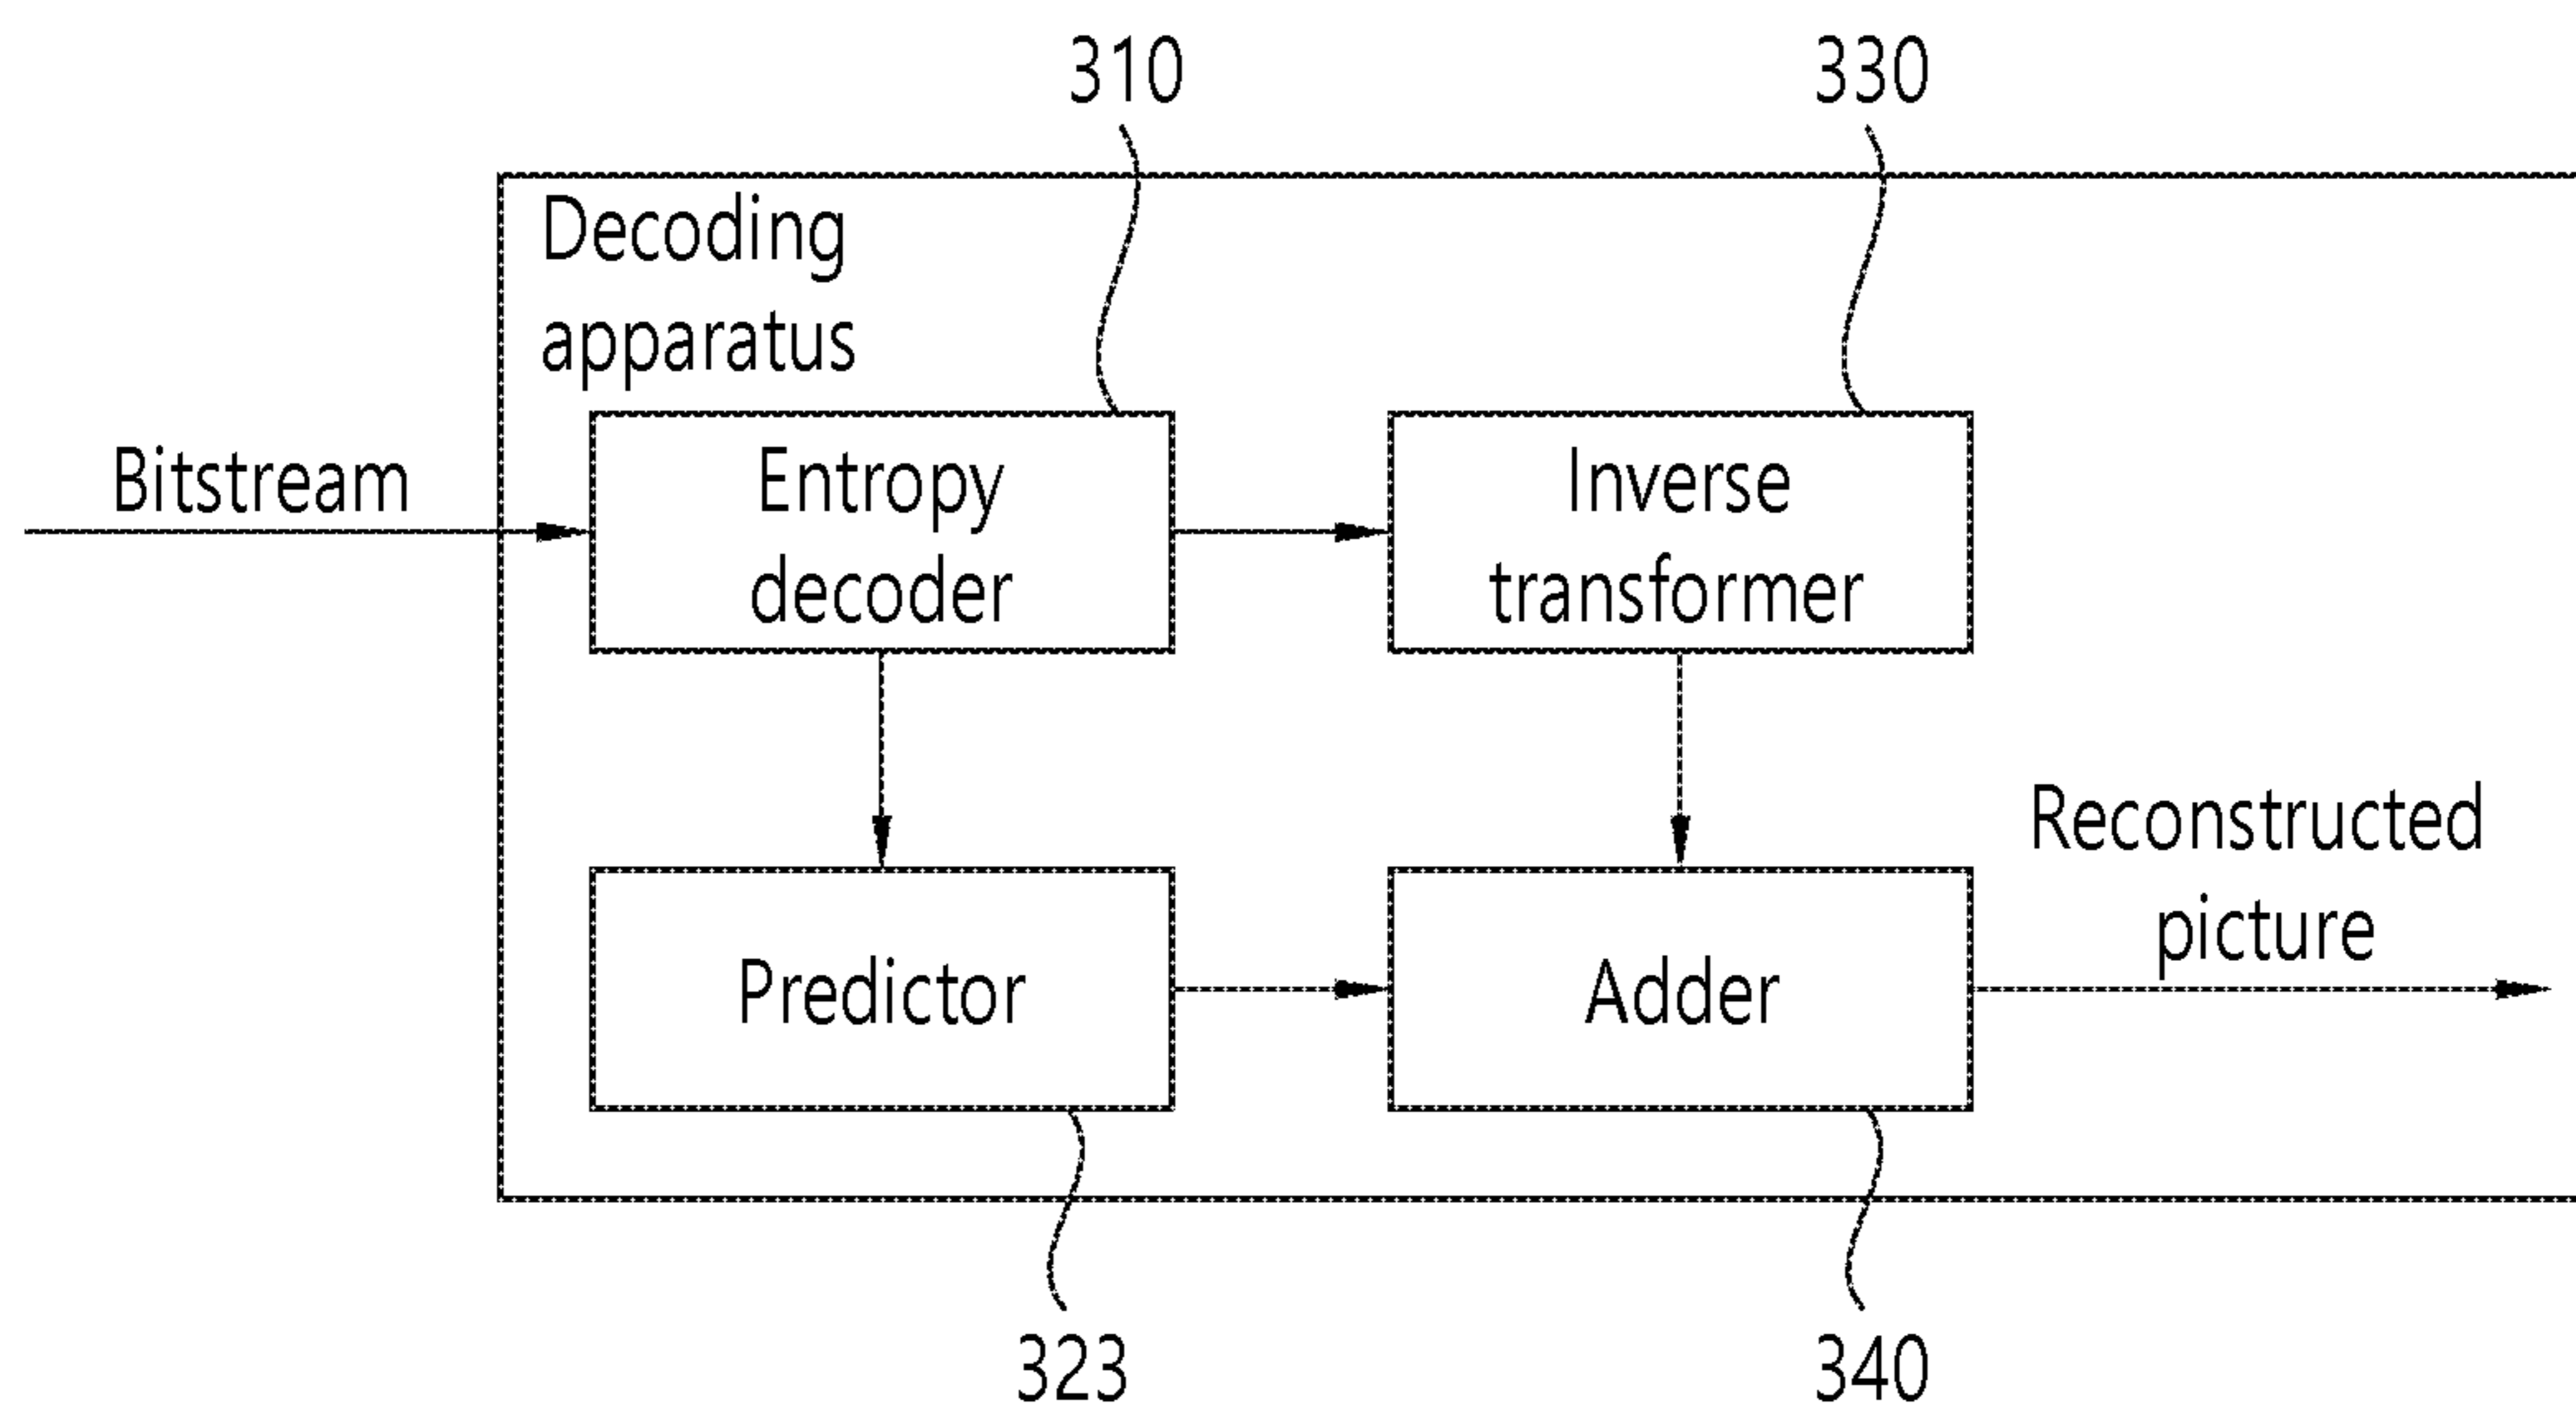 310
330
Decoding
apparatus
Bitstream
Entropy
decoder
Inverse
transformer
Predictor
Adder
Reconstructed
picture
323
340